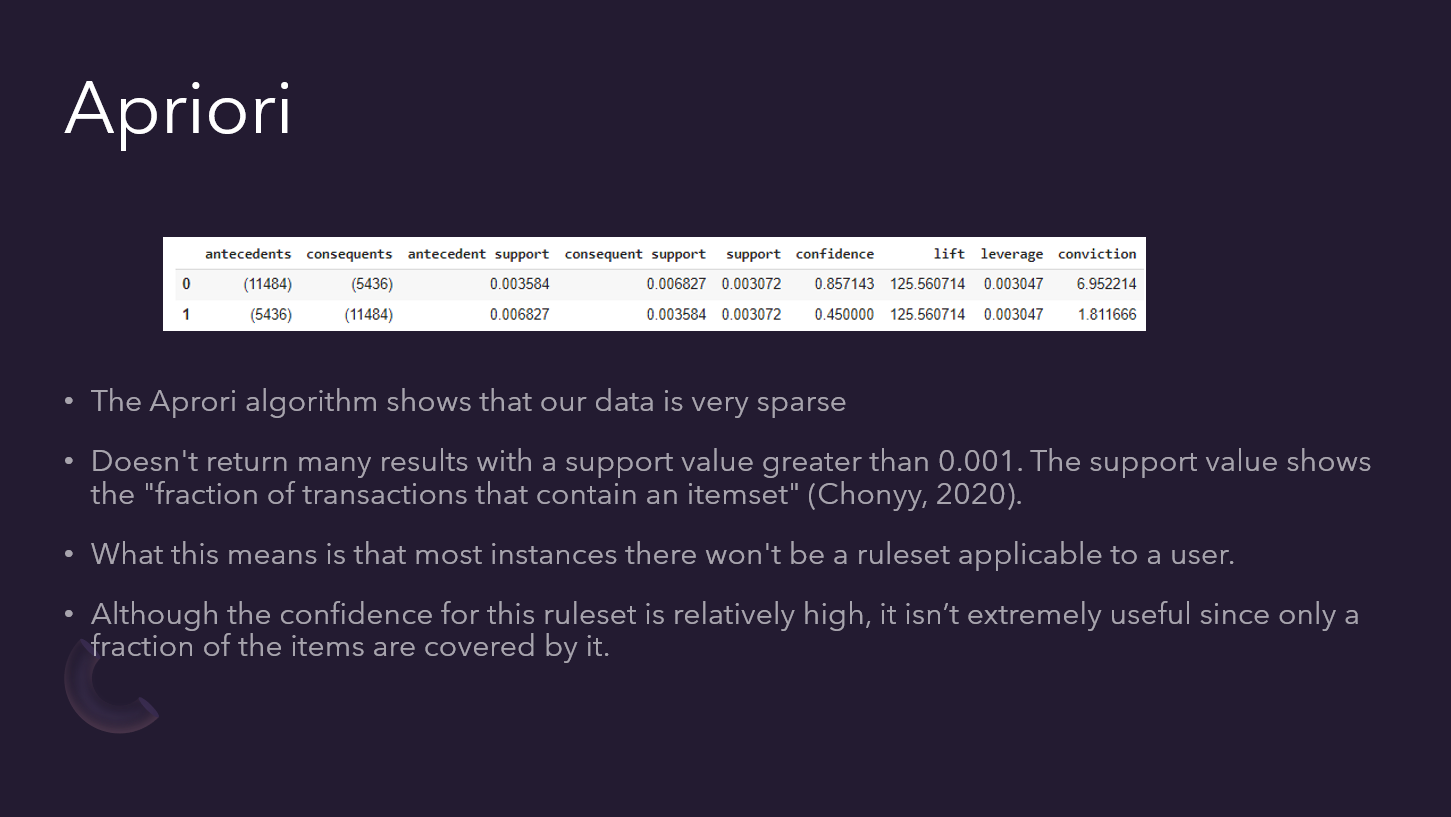 Apriori
antecedents consequents antecedent support consequent support support confidence lift leverage conviction
0 (11484) (5436) 0.003584 0.006827 0.003072 0.857143 125.560714 0.003047 6.952214
1 (5436) (11484) 0.006827 0.003584 0.003072 0.450000 125.560714 0.003047 1.811666
• The Aprori algorithm shows that our data is very sparse
• Doesn't return many results with a support value greater than 0.001. The support value shows
the "fraction of transactions that contain an itemset" (Chonyy, 2020).
• What this means is that most instances there won't be a ruleset applicable to a user.
• Although the confidence for this ruleset is relatively high, it isn’t extremely useful since only a
fraction of the items are covered by it.